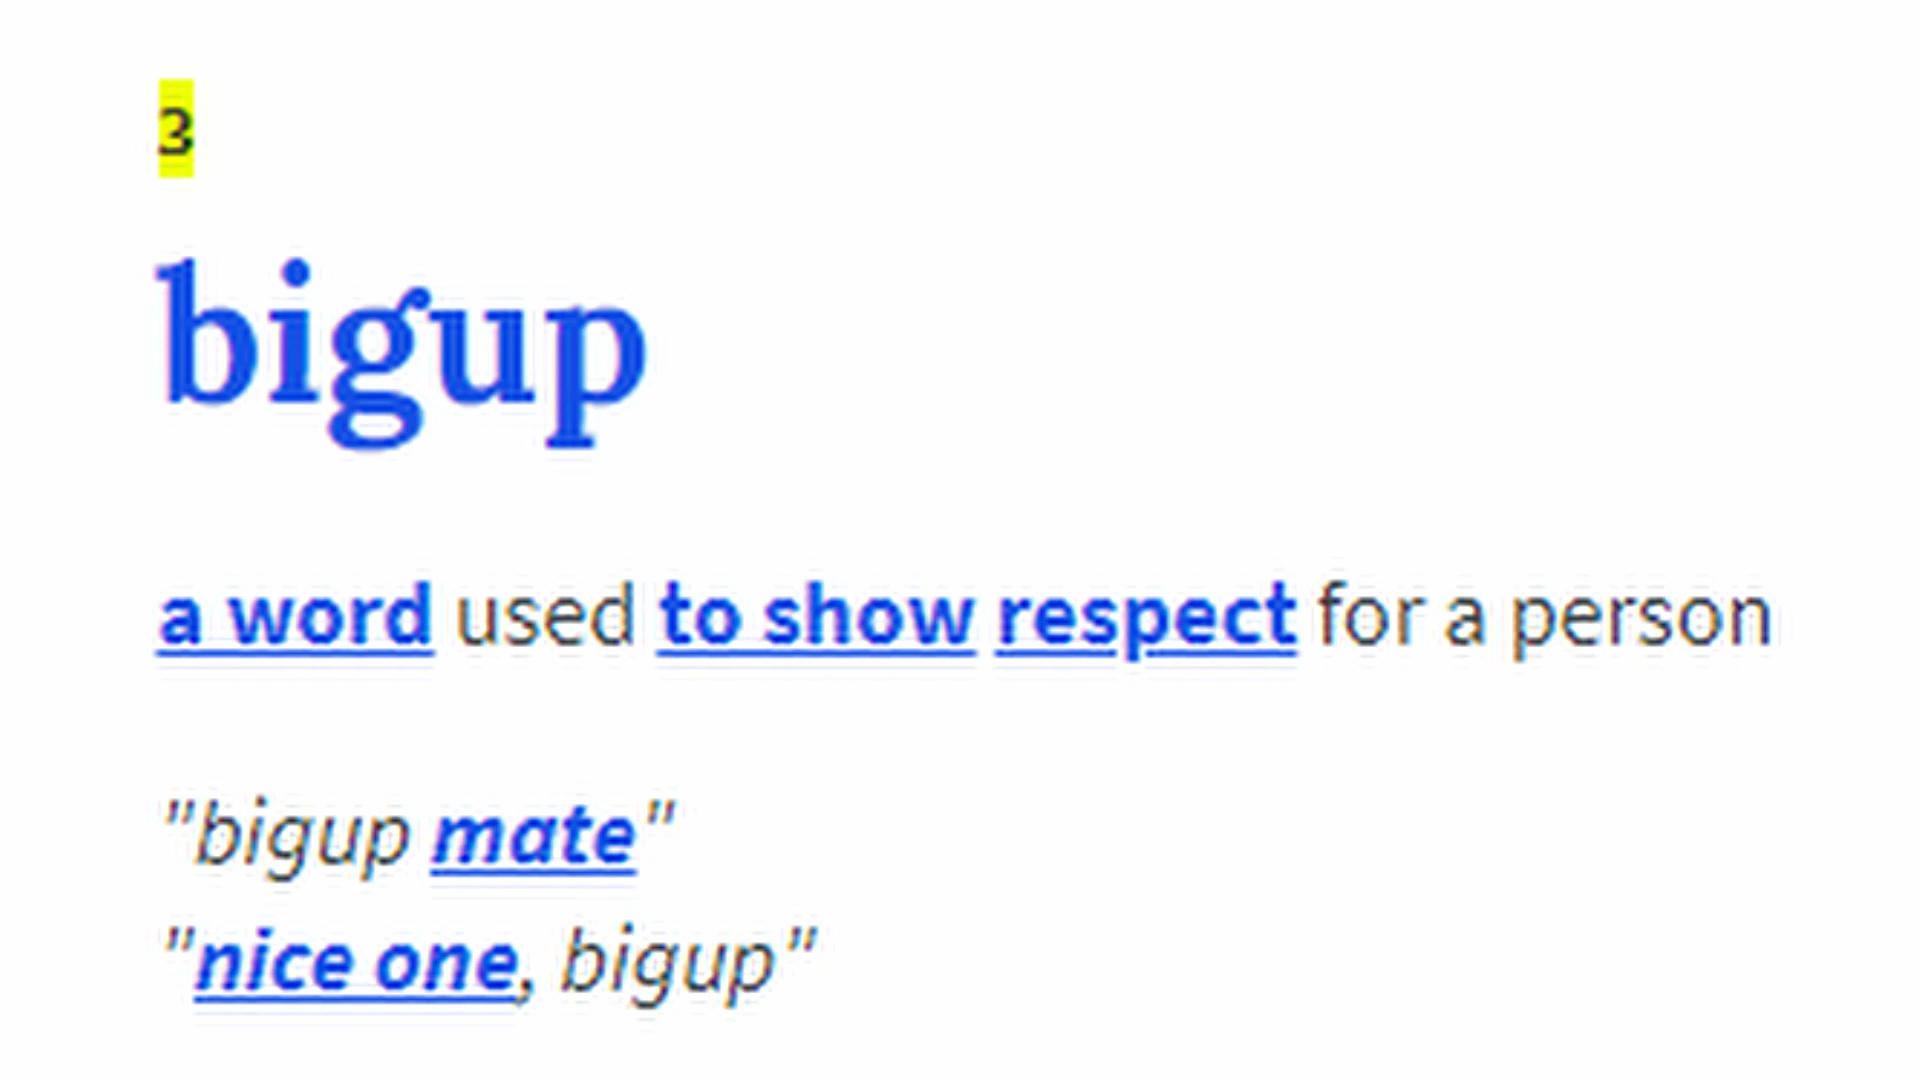 3
bigup
a word used to show respect for a person
"bigup mate"
"nice one, bigup"